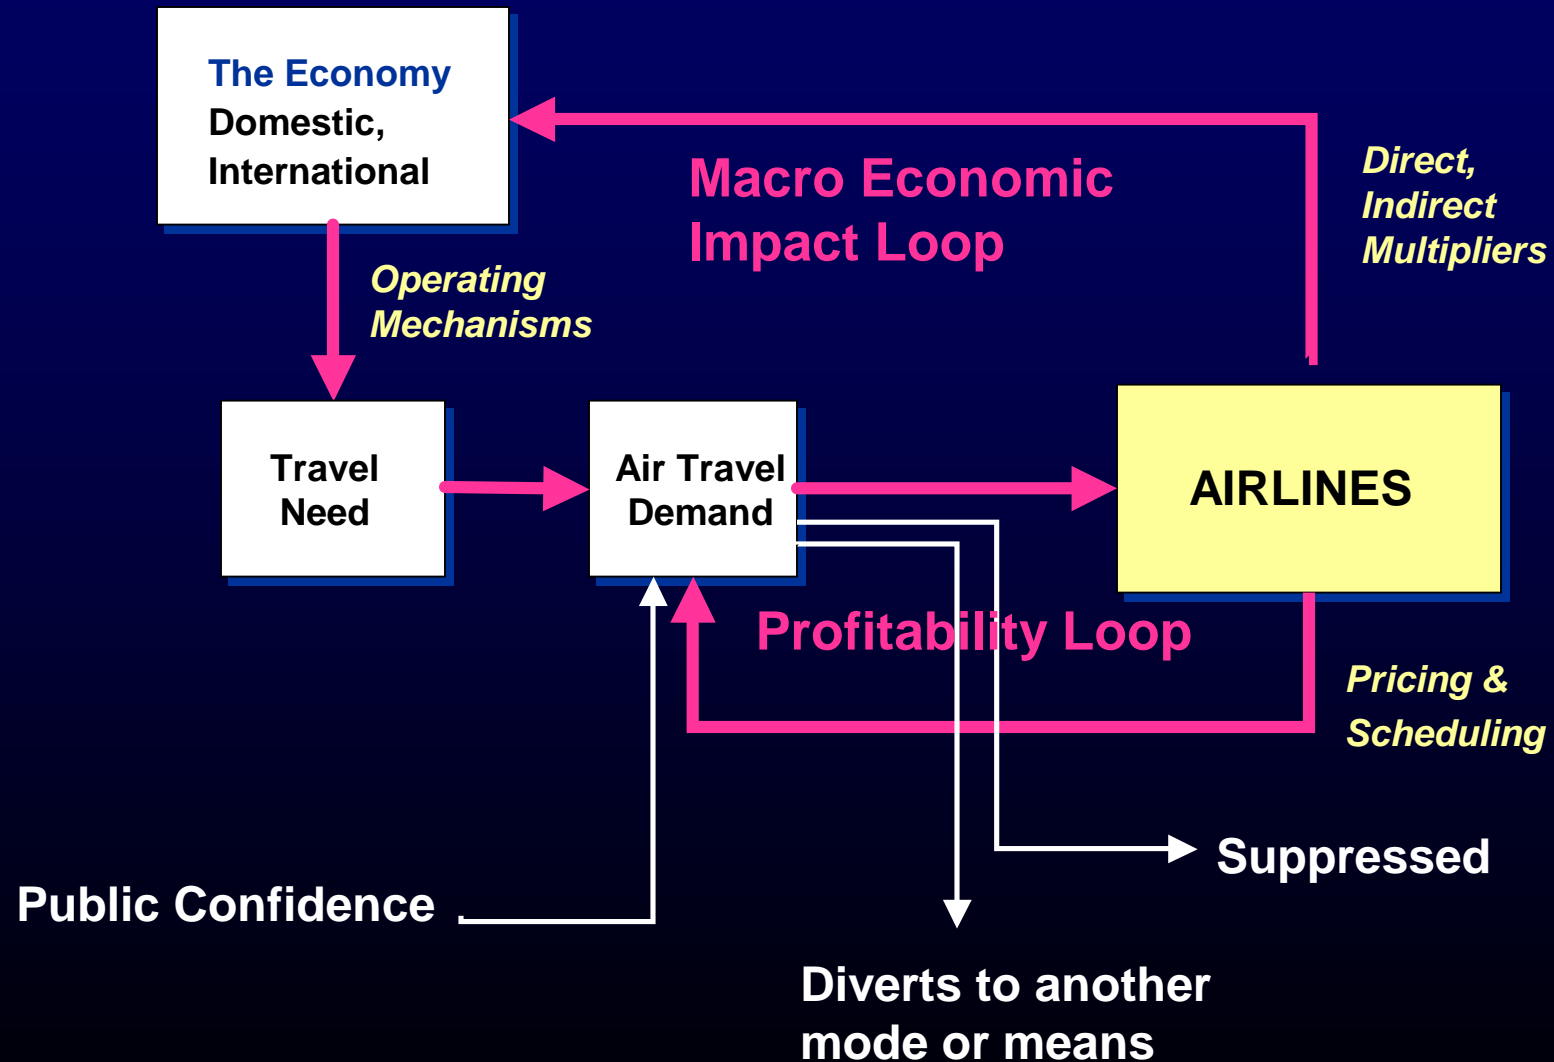 The Economy
Domestic,
International
Macro Economic
Impact Loop
Direct,
Indirect
Multipliers
Operating
Mechanisms
Travel
Need
Air Travel
Demand
AIRLINES
Profitability Loop
Pricing &
Scheduling
Suppressed
Public Confidence
Diverts to another
mode or means